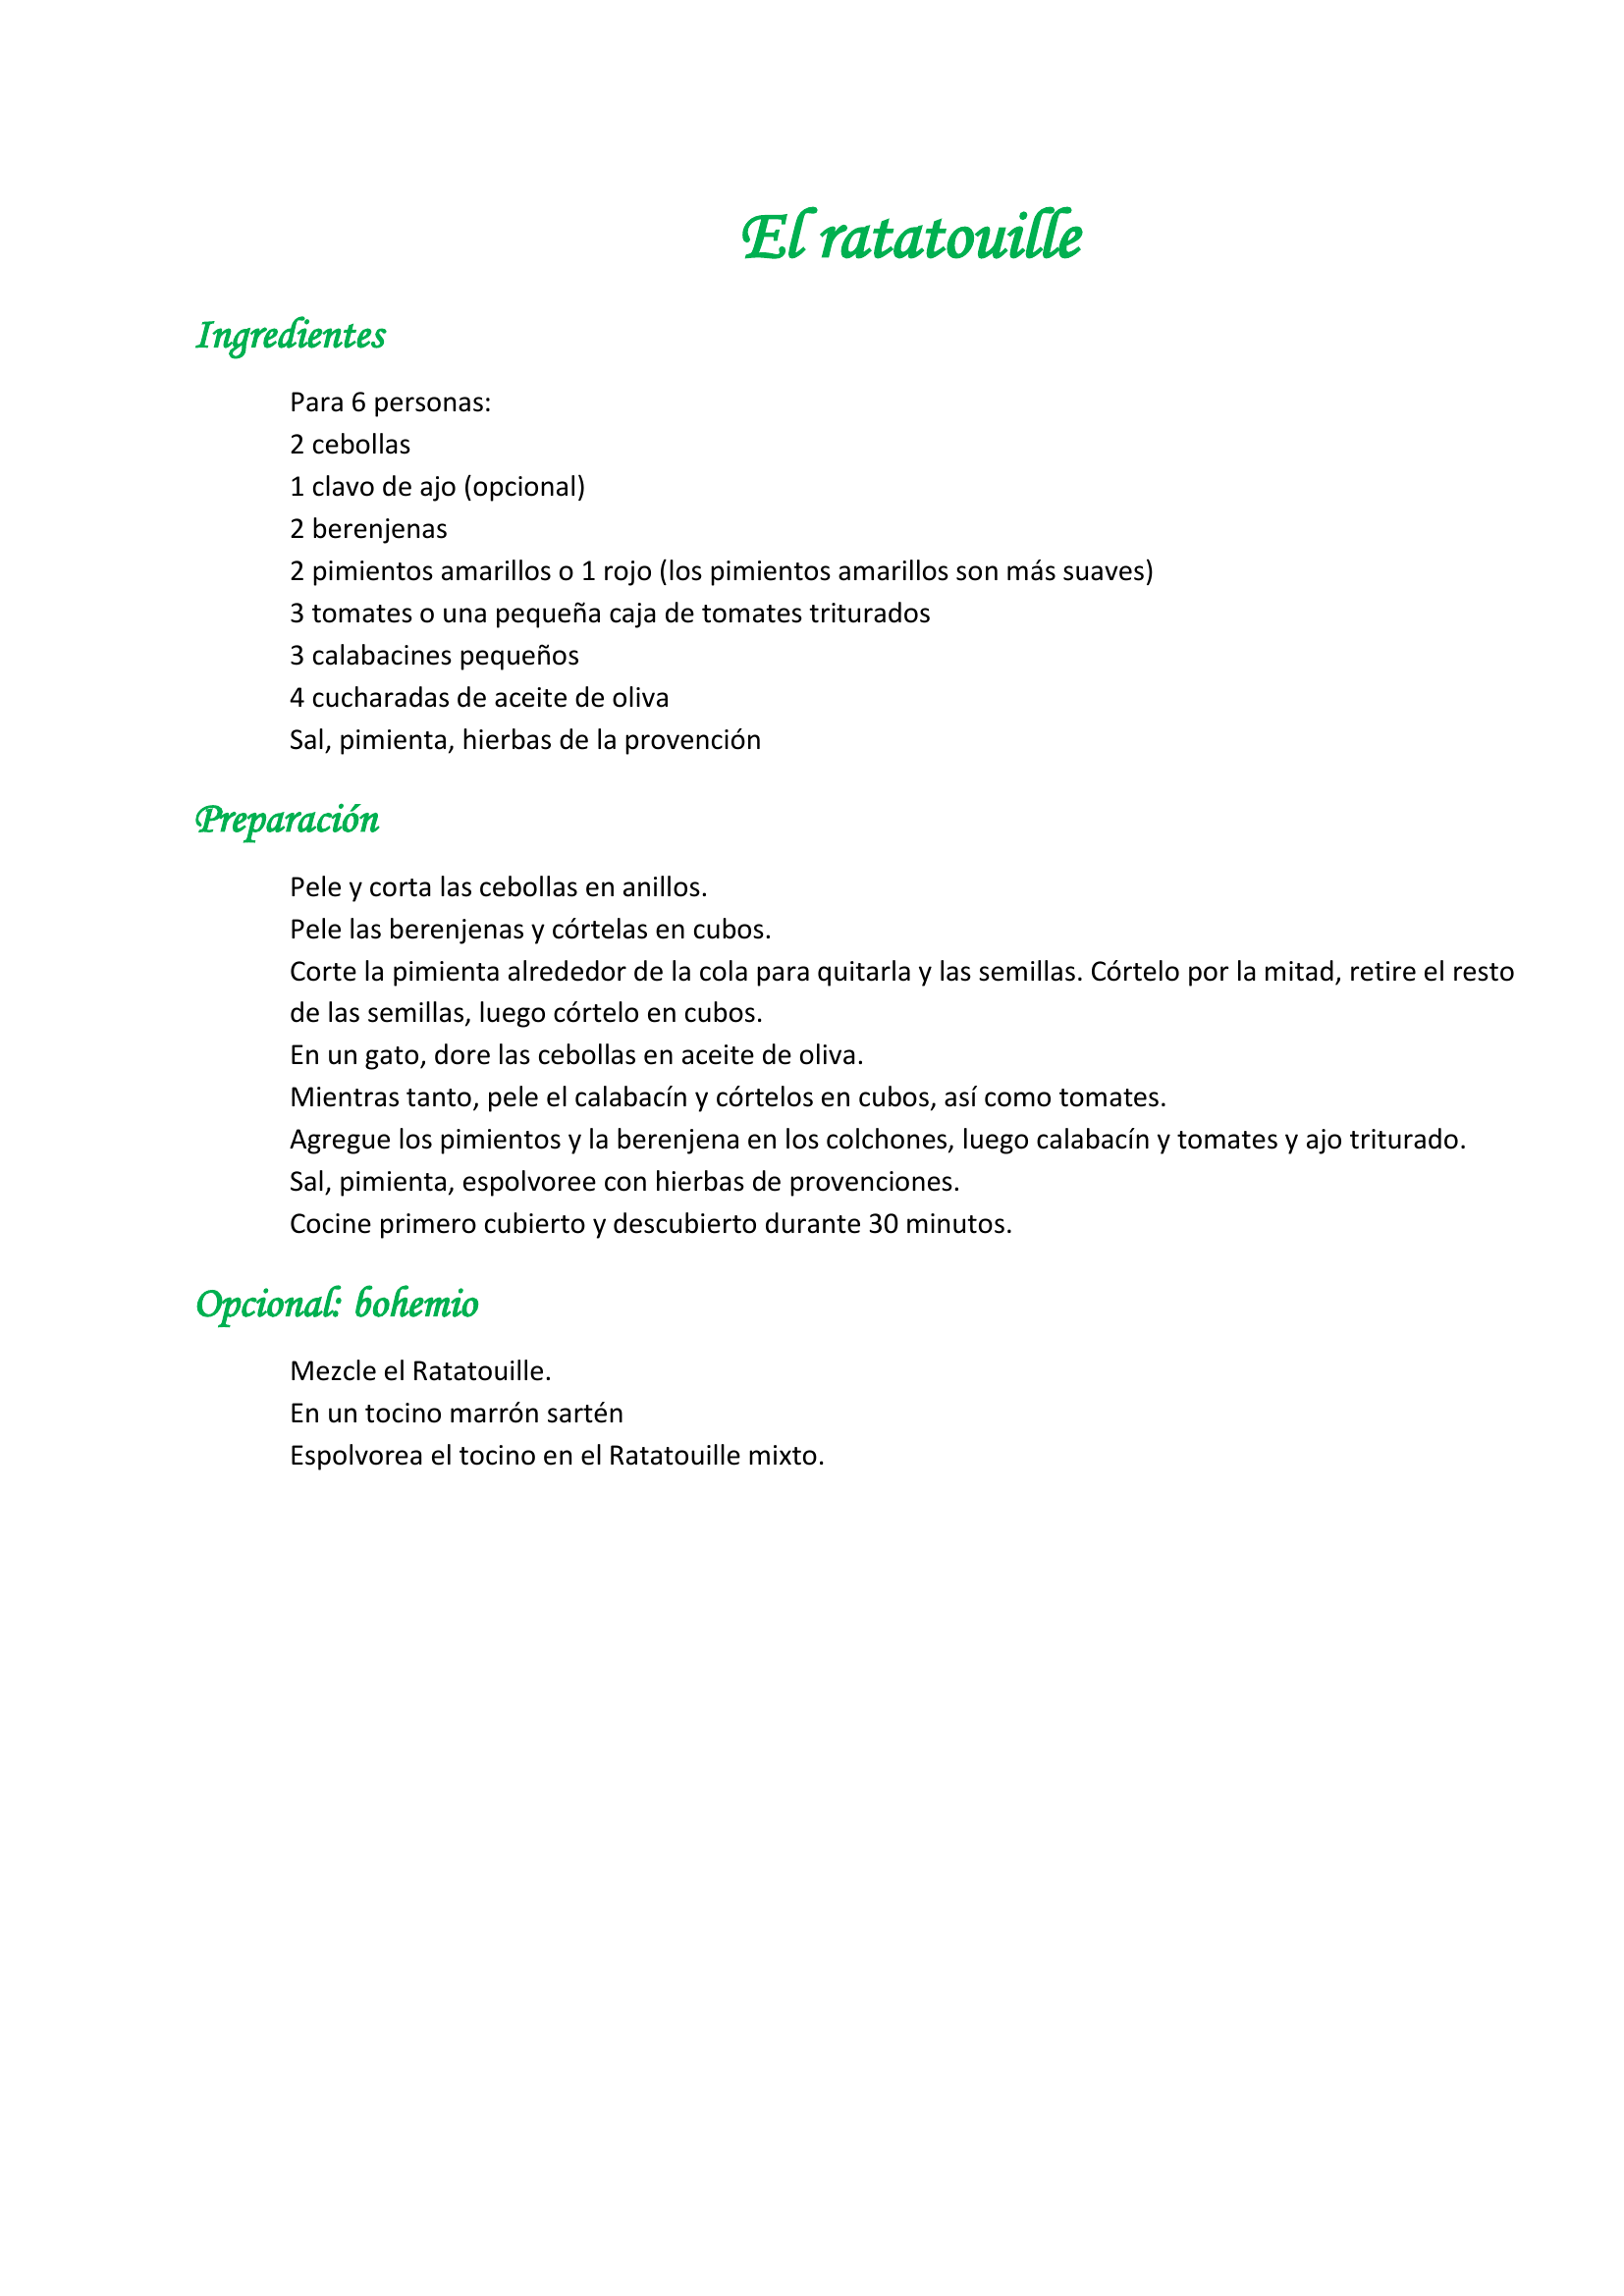 El ratatouille
Ingredientes
Para 6 personas:
2 cebollas
1 clavo de ajo (opcional)
2 berenjenas
2 pimientos amarillos o 1 rojo (los pimientos amarillos son más suaves)
3 tomates o una pequeña caja de tomates triturados
3 calabacines pequeños
4 cucharadas de aceite de oliva
Sal, pimienta, hierbas de la provención
Preparación
Pele y corta las cebollas en anillos.
Pele las berenjenas y córtelas en cubos.
Corte la pimienta alrededor de la cola para quitarla y las semillas. Córtelo por la mitad, retire el resto
de las semillas, luego córtelo en cubos.
En un gato, dore las cebollas en aceite de oliva.
Mientras tanto, pele el calabacín y córtelos en cubos, así como tomates.
Agregue los pimientos y la berenjena en los colchones, luego calabacín y tomates y ajo triturado.
Sal, pimienta, espolvoree con hierbas de provenciones.
Cocine primero cubierto y descubierto durante 30 minutos.
Opcional: bohemio
Mezcle el Ratatouille.
En un tocino marrón sartén
Espolvorea el tocino en el Ratatouille mixto.